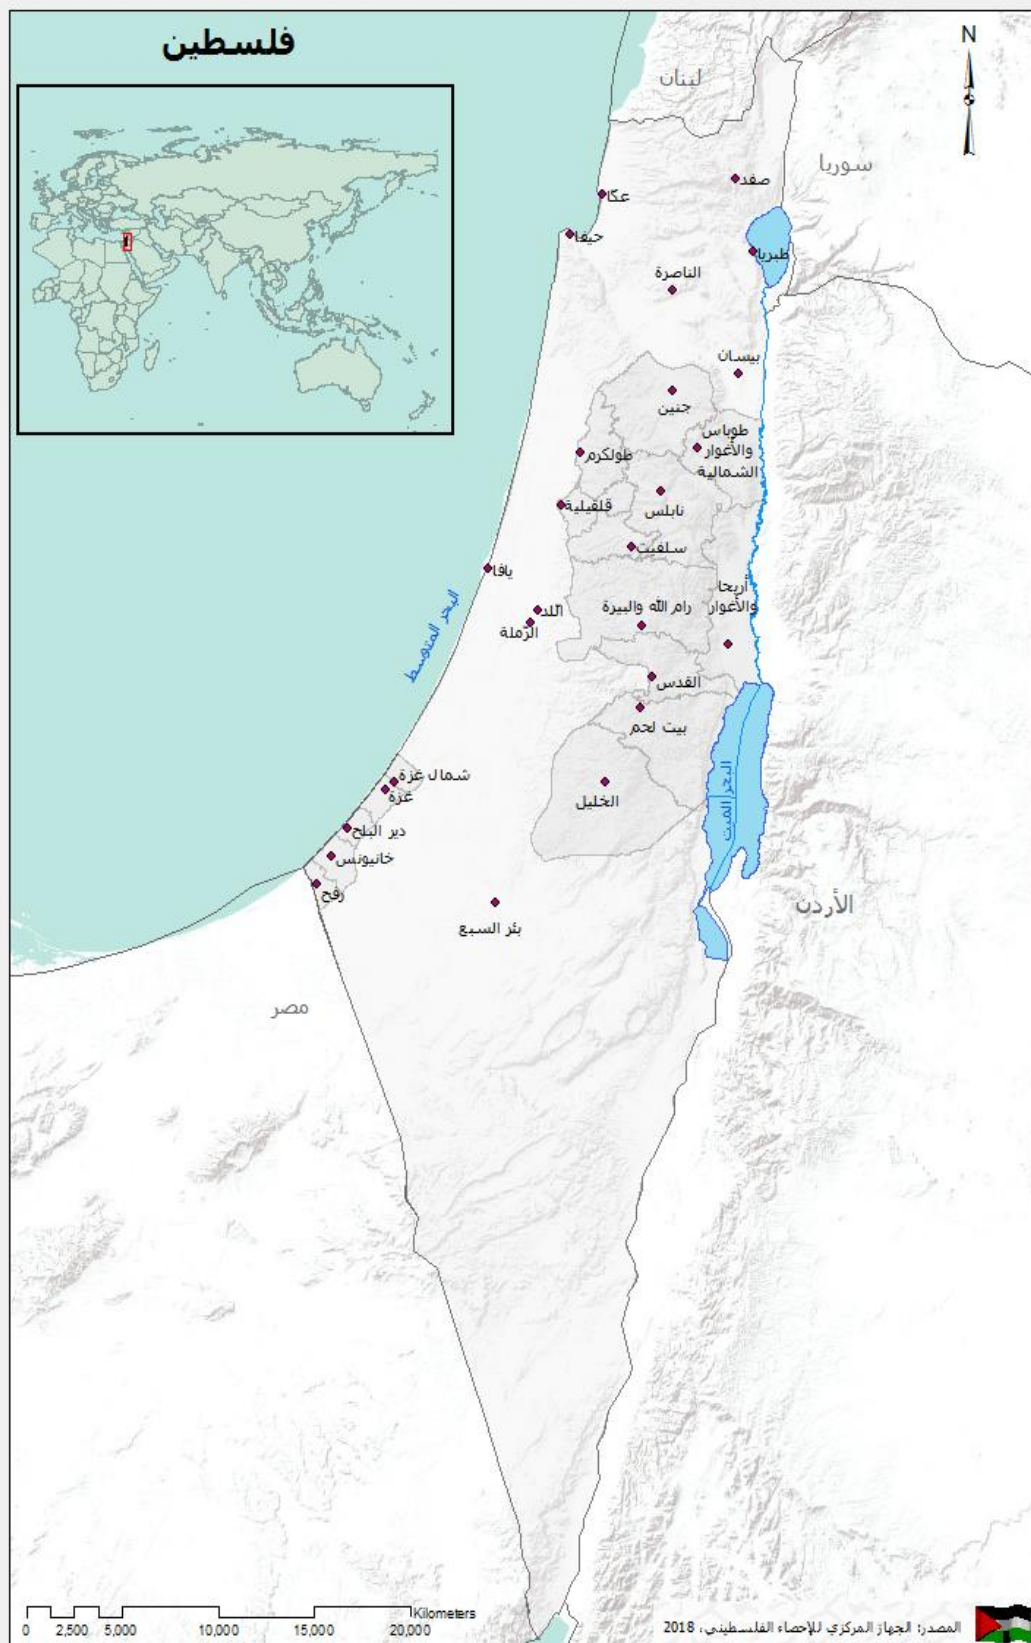 فلسطين
N
لبنان
سوريا
صفد
عكّا
حيفا
طبريا
الناصرة
بيسان
جنين
طوباس
والأغوار
الشمالية
طولكرم
نابلس
قلقيلية
سلفيت
يافا
أريحا
والأغوار
رام الله والبيرة
اللد
الرّملة
البحر المتوسط
القدس
بيت لحم
شمال غزة
غزة
الخليل
البحر الميت
دير البلح
خانيونس
رفح
الأردن
بئر السبع
مصر
Kilometers
0 2,500 5,000 10,000 15,000 20,000
المصدر: الجهاز المركزي للإحصاء الفلسطيني، 2018